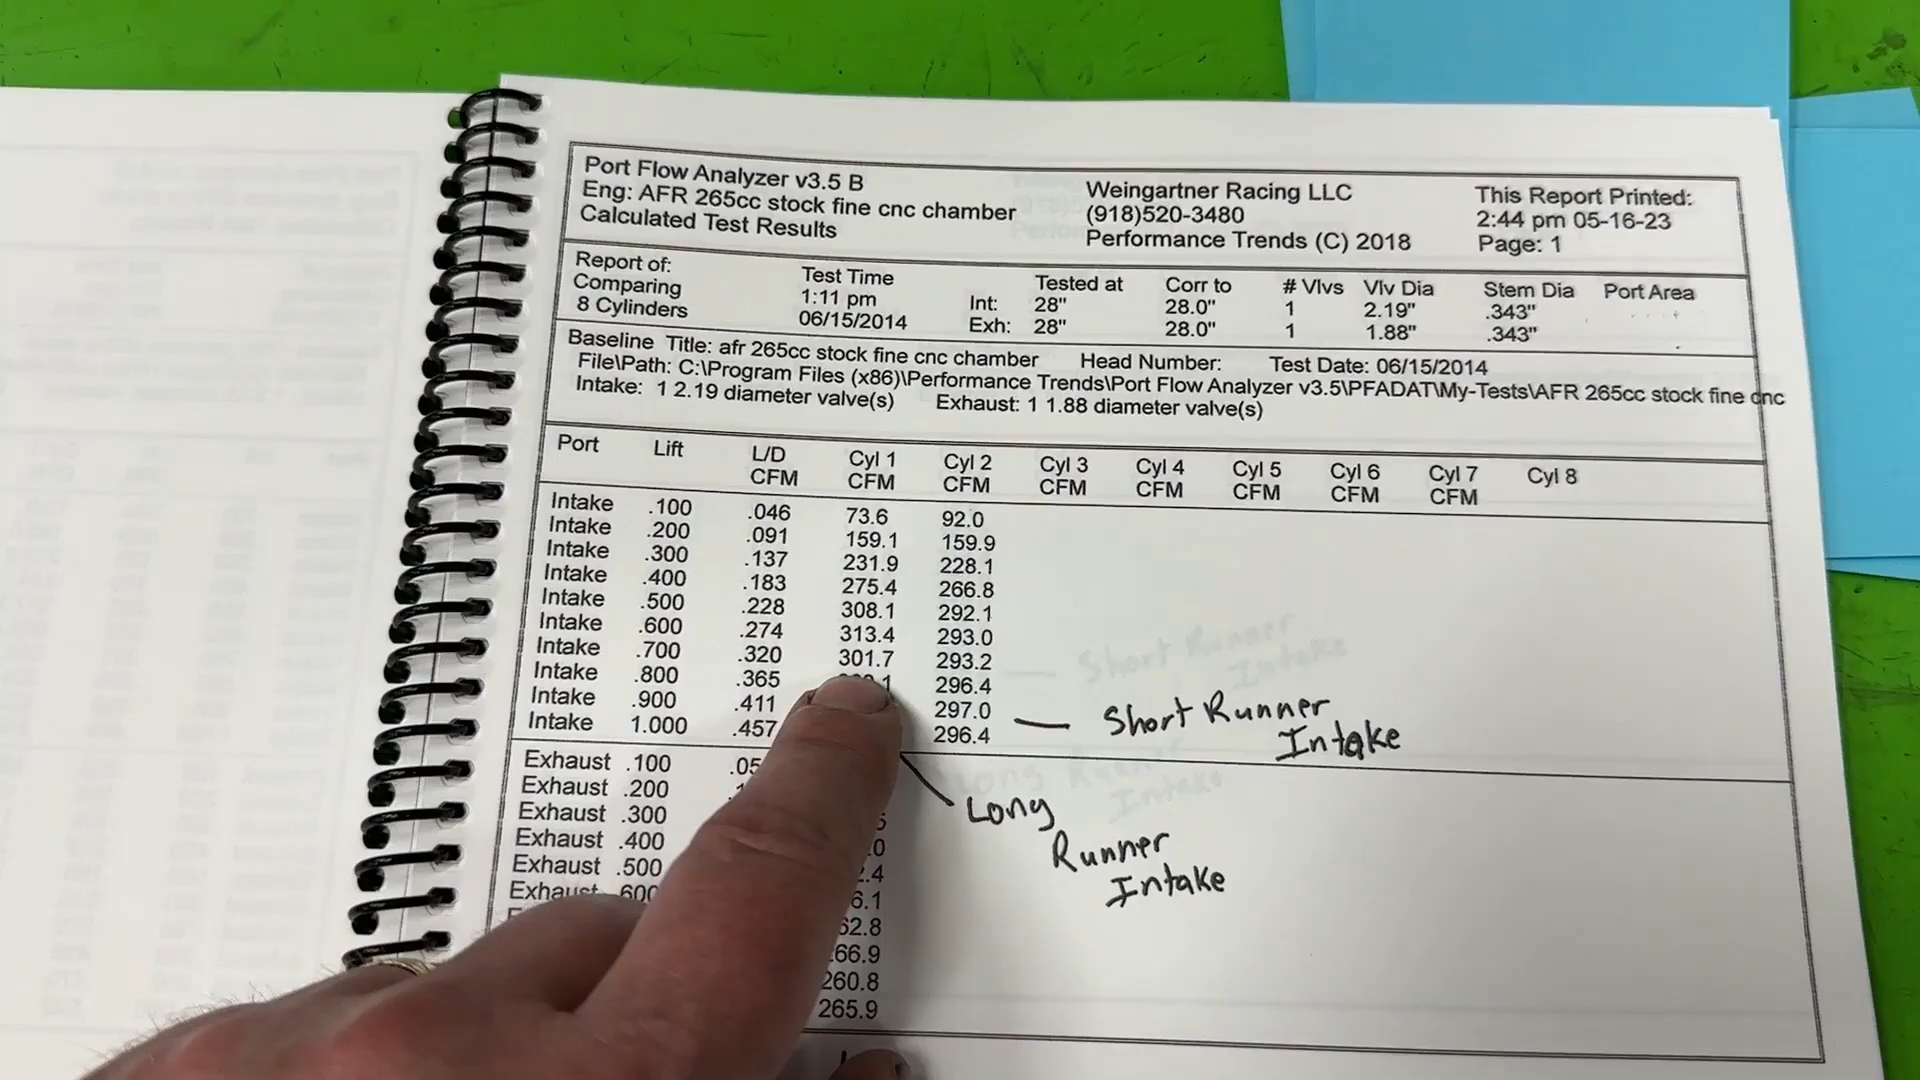 Port Flow Analyzer v3.5 B
Eng: AFR 265cc stock fine cnc chamber
Calculated Test Results
Weingartner Racing LLC
(918)520-3480
Performance Trends (C) 2018
This Report Printed:
2:44 pm 05-16-23
Page: 1
Report of:
Comparing
8 Cylinders
Test Time
1:11 pm
06/15/2014
Tested at Corr to # Vlvs Vlv Dia Stem Dia Port Area
Int: 28" 28.0" 1 2.19" .343"
Exh: 28" 28.0" 1 1.88" .343"
Baseline Title: afr 265cc stock fine cnc chamber Head Number: Test Date: 06/15/2014
File\Path: C:\Program Files (x86)\Performance Trends\Port Flow Analyzer v3.5\PFADAT\My-Tests\AFR 265cc stock fine cnc
Intake: 1 2.19 diameter valve(s) Exhaust: 1 1.88 diameter valve(s)
Port Lift L/D Cyl 1 Cyl 2 Cyl 3 Cyl 4 Cyl 5 Cyl 6 Cyl 7 Cyl 8
CFM CFM CFM CFM CFM CFM CFM CFM
Intake .100 .046 73.6 92.0
Intake .200 .091 159.1 159.9
Intake .300 .137 231.9 228.1
Intake .400 .183 275.4 266.8
Intake .500 .228 308.1 292.1
Intake .600 .274 313.4 293.0
Intake .700 .320 301.7 293.2
Intake .800 .365 296.4
Intake .900 .411 297.0
Intake 1.000 .457 296.4
Short Runner
Intake
Long
Runner
Intake
Exhaust .100
Exhaust .200
Exhaust .300
Exhaust .400
Exhaust .500
Exhaust .600
260.8
265.9